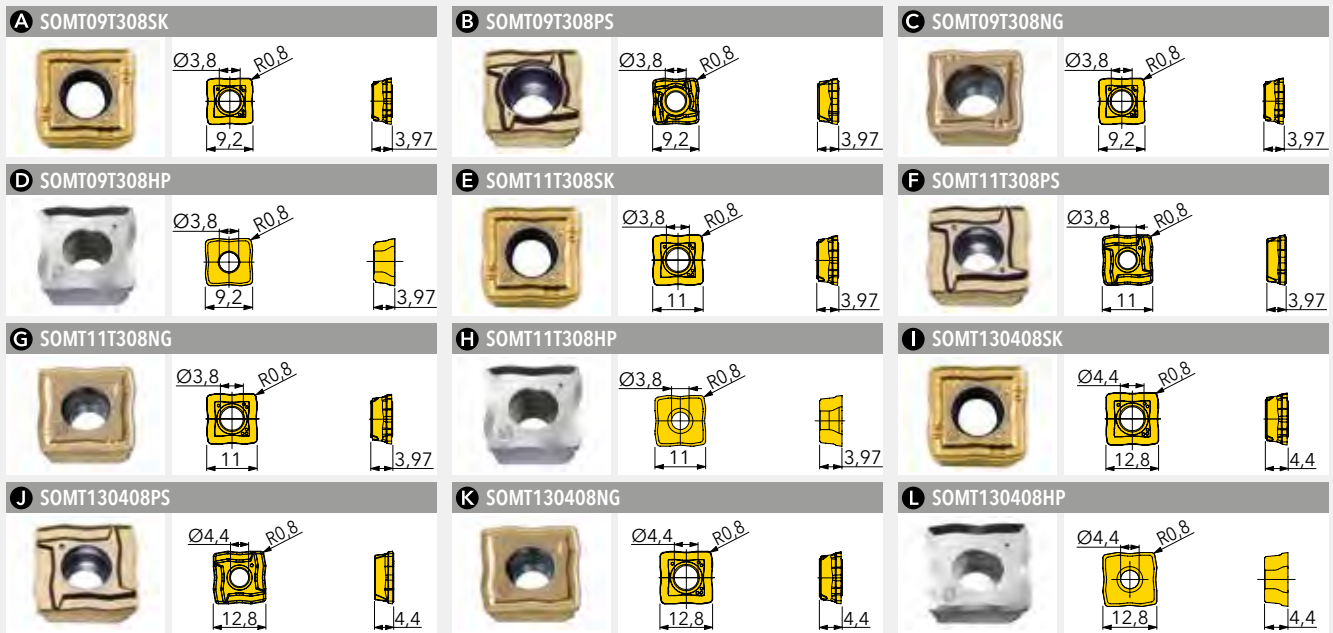 A SOMT09T308SK
Ø3,8
R0,8
9,2
3,97
B SOMT09T308PS
Ø3,8
R0,8
9,2
3,97
C SOMT09T308NG
Ø3,8
R0,8
9,2
3,97
D SOMT09T308HP
Ø3,8
R0,8
9,2
3,97
E SOMT11T308SK
Ø3,8
R0,8
11
3,97
F SOMT11T308PS
Ø3,8
R0,8
11
3,97
G SOMT11T308NG
Ø3,8
R0,8
11
3,97
H SOMT11T308HP
Ø3,8
R0,8
11
3,97
I SOMT130408SK
Ø4,4
R0,8
12,8
4,4
J SOMT130408PS
Ø4,4
R0,8
12,8
4,4
K SOMT130408NG
Ø4,4
R0,8
12,8
4,4
L SOMT130408HP
Ø4,4
R0,8
12,8
4,4